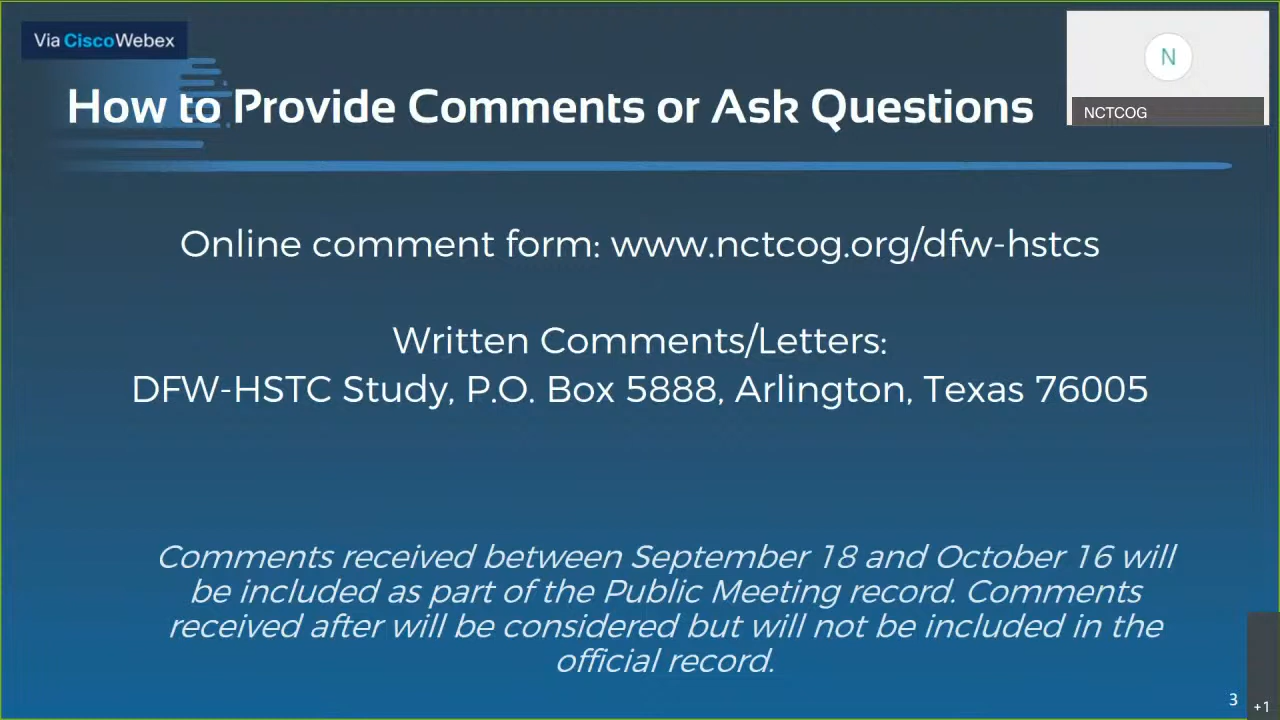 Via CiscoWebex
N
NCTCOG
How to Provide Comments or Ask Questions
Online comment form: www.nctcog.org/dfw-hstcs
Written Comments/Letters:
DFW-HSTC Study, P.O. Box 5888, Arlington, Texas 76005
Comments received between September 18 and October 16 will
be included as part of the Public Meeting record. Comments
received after will be considered but will not be included in the
official record.
3
+1